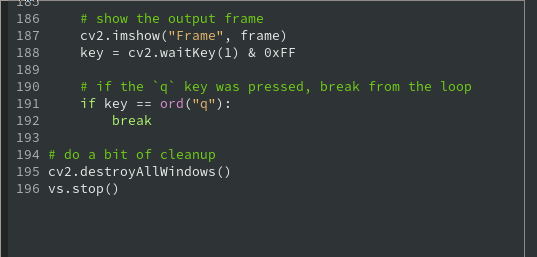 185
186     # show the output frame
187     cv2.imshow("Frame", frame)
188     key = cv2.waitKey(1) & 0xFF
189
190     # if the `q` key was pressed, break from the loop
191     if key == ord("q"):
192         break
193
194 # do a bit of cleanup
195 cv2.destroyAllWindows()
196 vs.stop()